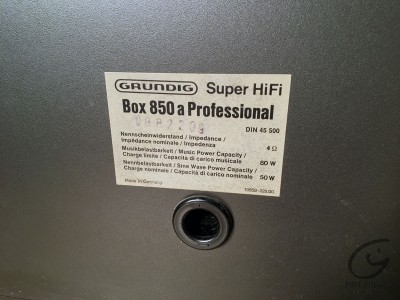 GRUNDIG Super HiFi
Box 850 a Professional
DIN 45 500
Nennscheinwiderstand / Impedance /
Impédance nominale / Impedenza 4 Ω
Musikbelastbarkeit / Music Power Capacity /
Charge limite / Capacità di carico musicale 80 W
Nennbelastbarkeit / Sine Wave Power Capacity /
Charge nominale / Capacità di carico nominale 50 W
Made in Germany